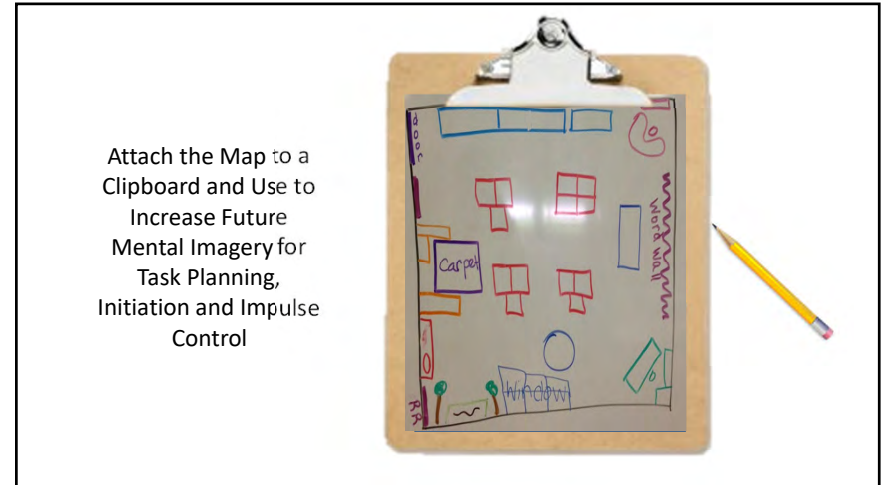 Attach the Map to a
Clipboard and Use to
Increase Future
Mental Imagery for
Task Planning,
Initiation and Impulse
Control
Door
Carpet
Word Wall
Window
RR